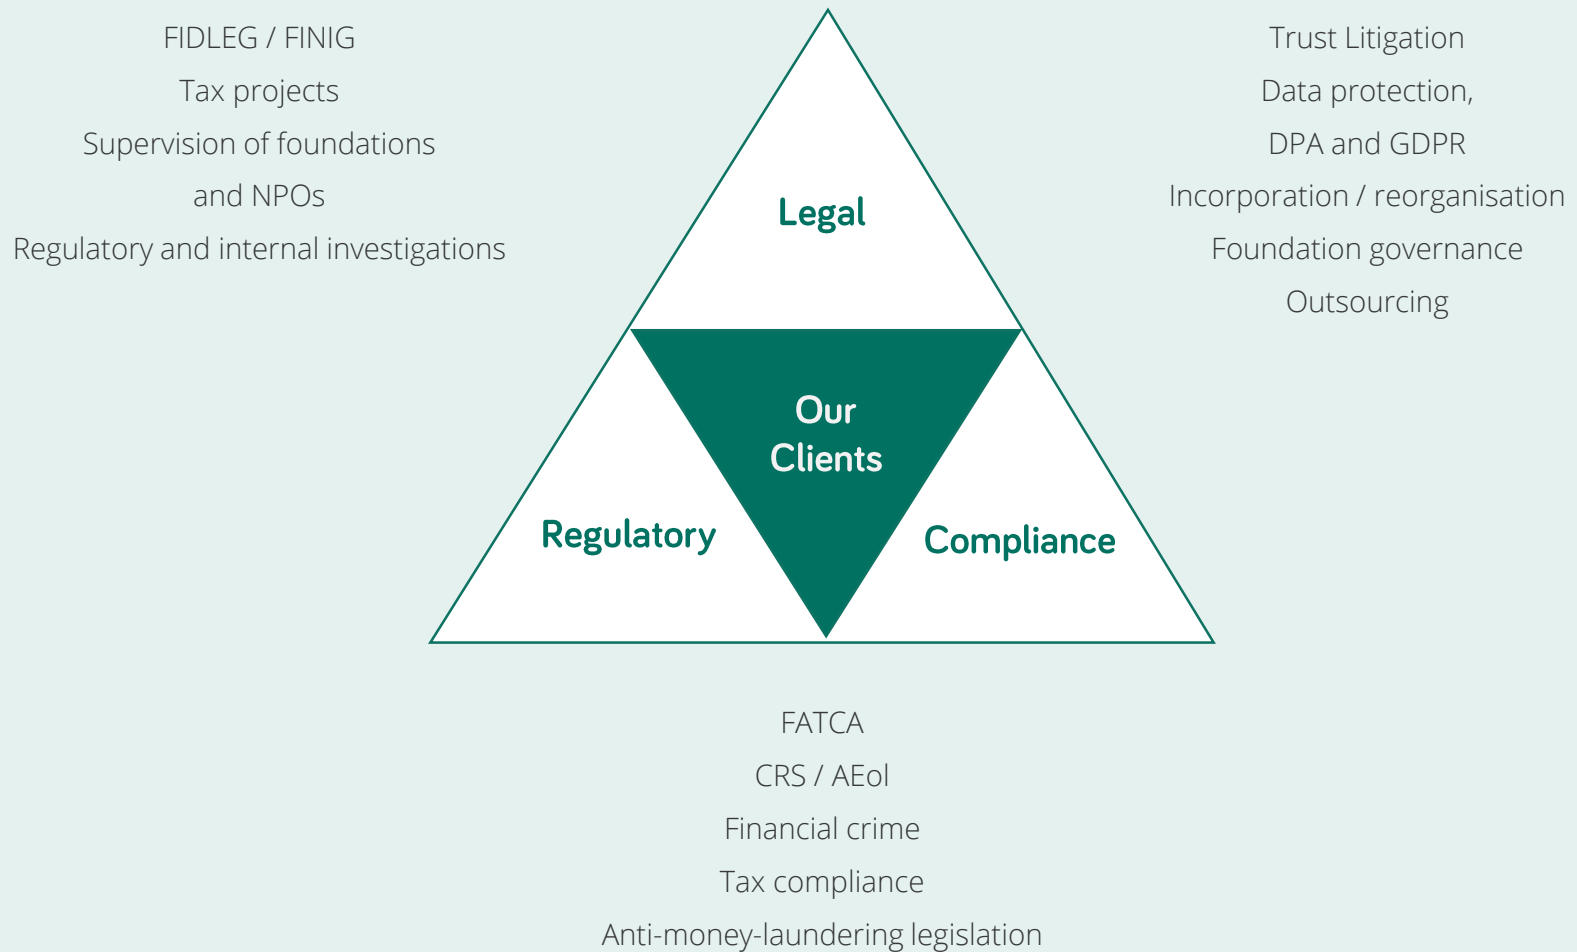 FIDLEG / FINIG
Tax projects
Supervision of foundations
and NPOs
Regulatory and internal investigations
Trust Litigation
Data protection,
DPA and GDPR
Incorporation / reorganisation
Foundation governance
Outsourcing
Legal
Our
Clients
Regulatory
Compliance
FATCA
CRS / AEol
Financial crime
Tax compliance
Anti-money-laundering legislation